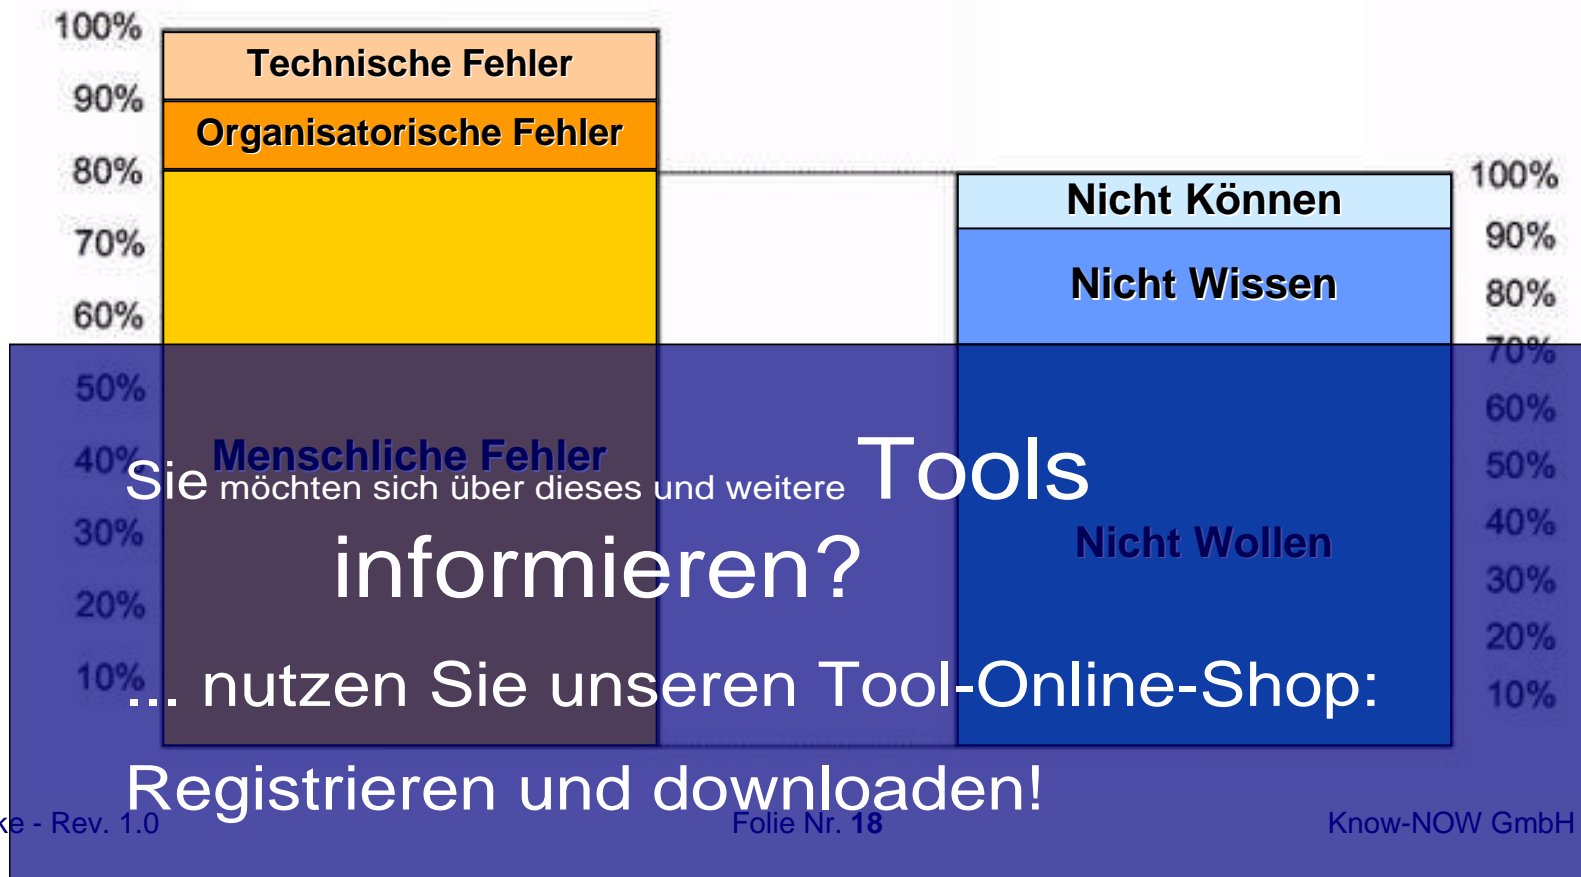 100%
90%
80%
70%
60%
50%
40%
30%
20%
10%
Technische Fehler
Organisatorische Fehler
Menschliche Fehler
Nicht Können
Nicht Wissen
Nicht Wollen
100%
90%
80%
70%
60%
50%
40%
30%
20%
10%
Sie möchten sich über dieses und weitere Tools
informieren?
... nutzen Sie unseren Tool-Online-Shop:
Registrieren und downloaden!
- Rev. 1.0 Folie Nr. 18 Know-NOW GmbH